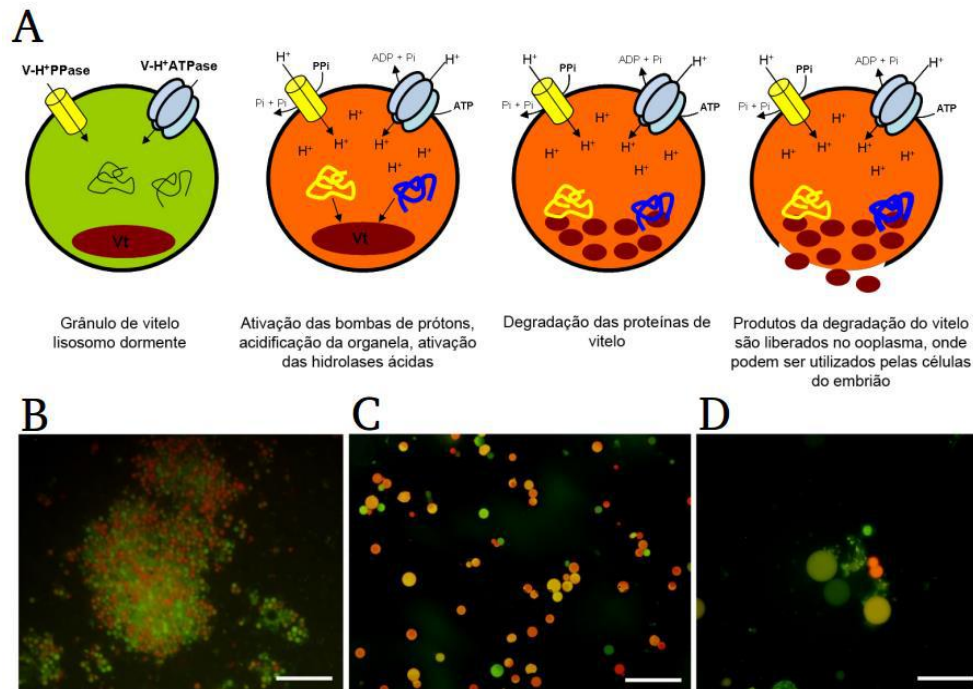 A
V-H⁺PPase
V-H⁺ATPase
Vt
H⁺
PPi
Pi + Pi
ADP + Pi
H⁺
ATP
H⁺
H⁺
H⁺
H⁺
H⁺
H⁺
Vt
H⁺
PPi
Pi + Pi
ADP + Pi
H⁺
ATP
H⁺
H⁺
H⁺
H⁺
H⁺
H⁺
H⁺
PPi
Pi + Pi
ADP + Pi
H⁺
ATP
H⁺
H⁺
H⁺
H⁺
H⁺
H⁺
Grânulo de vitelo
lisosomo dormente
Ativação das bombas de prótons,
acidificação da organela, ativação
das hidrolases ácidas
Degradação das proteínas de
vitelo
Produtos da degradação do vitelo
são liberados no ooplasma, onde
podem ser utilizados pelas células
do embrião
B
C
D